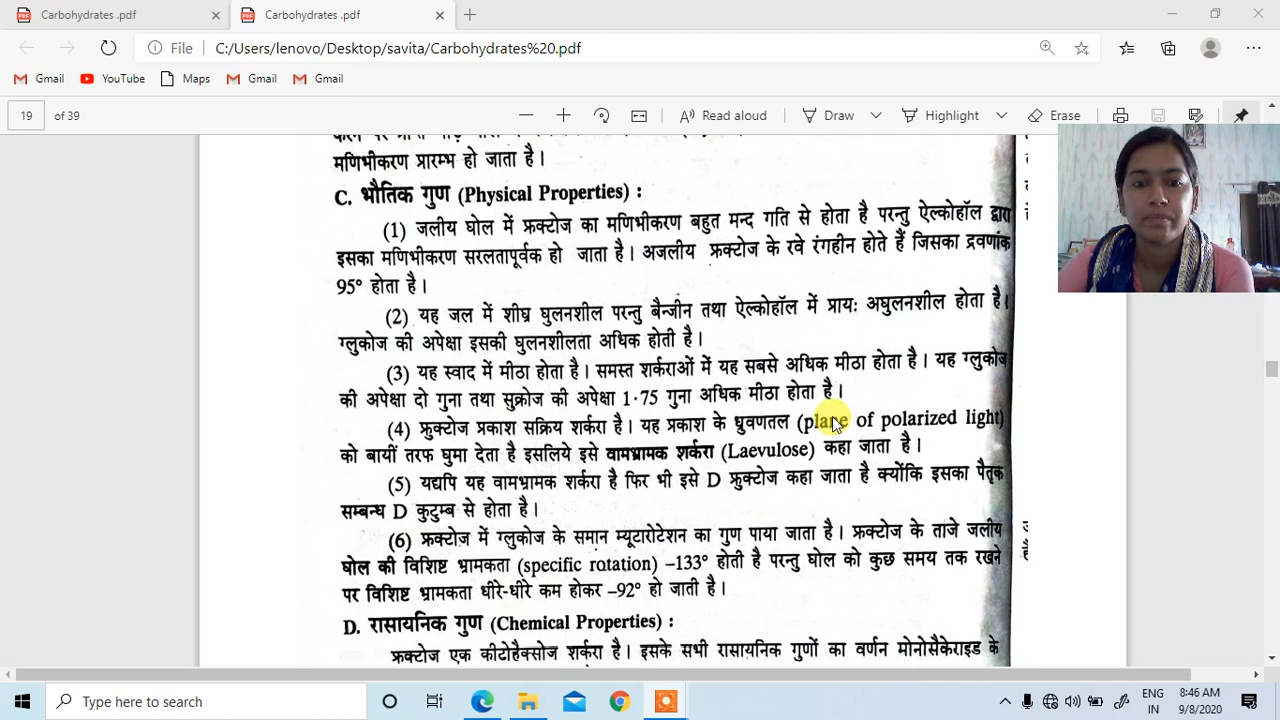 Carbohydrates .pdf
Carbohydrates .pdf
File C:/Users/lenovo/Desktop/savita/Carbohydrates%20.pdf
Gmail YouTube Maps Gmail Gmail
19 of 39 Read aloud Draw Highlight Erase
मणिभीकरण प्रारम्भ हो जाता है।
C. भौतिक गुण (Physical Properties) :
(1) जलीय घोल में फ्रक्टोज का मणिभीकरण बहुत मन्द गति से होता है परन्तु ऐल्कोहॉल द्वारा
इसका मणिभीकरण सरलतापूर्वक हो जाता है। अजलीय फ्रक्टोज के रवे रंगहीन होते हैं जिसका द्रवणांक
95° होता है।
(2) यह जल में शीघ्र घुलनशील परन्तु बैन्जीन तथा ऐल्कोहॉल में प्रायः अघुलनशील होता है।
ग्लुकोज की अपेक्षा इसकी घुलनशीलता अधिक होती है।
(3) यह स्वाद में मीठा होता है। समस्त शर्कराओं में यह सबसे अधिक मीठा होता है। यह ग्लुकोज
की अपेक्षा दो गुना तथा सुक्रोज की अपेक्षा 1·75 गुना अधिक मीठा होता है।
(4) फ्रुक्टोज प्रकाश सक्रिय शर्करा है। यह प्रकाश के ध्रुवणतल (plane of polarized light)
को बायीं तरफ घुमा देता है इसलिये इसे वामभ्रामक शर्करा (Laevulose) कहा जाता है।
(5) यद्यपि यह वामभ्रामक शर्करा है फिर भी इसे D फ्रुक्टोज कहा जाता है क्योंकि इसका पैतृक
सम्बन्ध D कुटुम्ब से होता है।
(6) फ्रक्टोज में ग्लुकोज के समान म्यूटारोटेशन का गुण पाया जाता है। फ्रक्टोज के ताजे जलीय
घोल की विशिष्ट भ्रामकता (specific rotation) –133° होती है परन्तु घोल को कुछ समय तक रखने
पर विशिष्ट भ्रामकता धीरे-धीरे कम होकर –92° हो जाती है।
D. रासायनिक गुण (Chemical Properties) :
फ्रक्टोज एक कीटोहैक्सोज शर्करा है। इसके सभी रासायनिक गुणों का वर्णन मोनोसैकेराइड के
Type here to search
ENG
IN
8:46 AM
9/8/2020